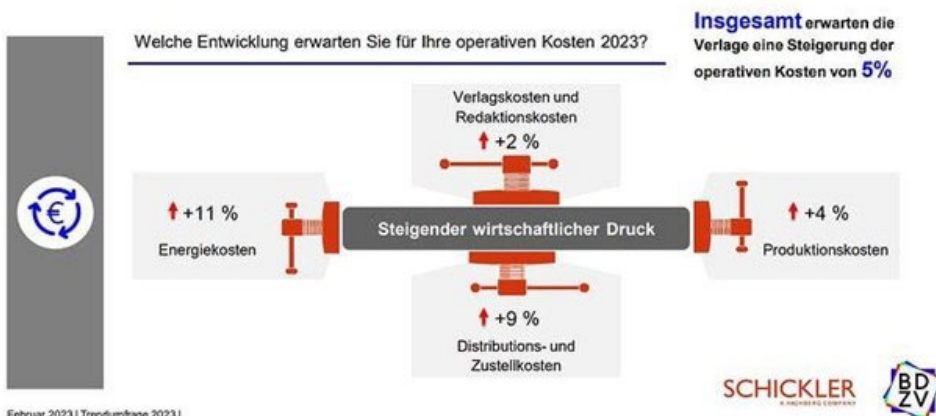 Welche Entwicklung erwarten Sie für Ihre operativen Kosten 2023?
Insgesamt erwarten die
Verlage eine Steigerung der
operativen Kosten von 5%
Verlagskosten und
Redaktionskosten
+2 %
€
+11 %
Energiekosten
Steigender wirtschaftlicher Druck
+4 %
Produktionskosten
+9 %
Distributions- und
Zustellkosten
SCHICKLER
A HIGHBERG COMPANY
BD
ZV
Februar 2023 | Trendumfrage 2023 |